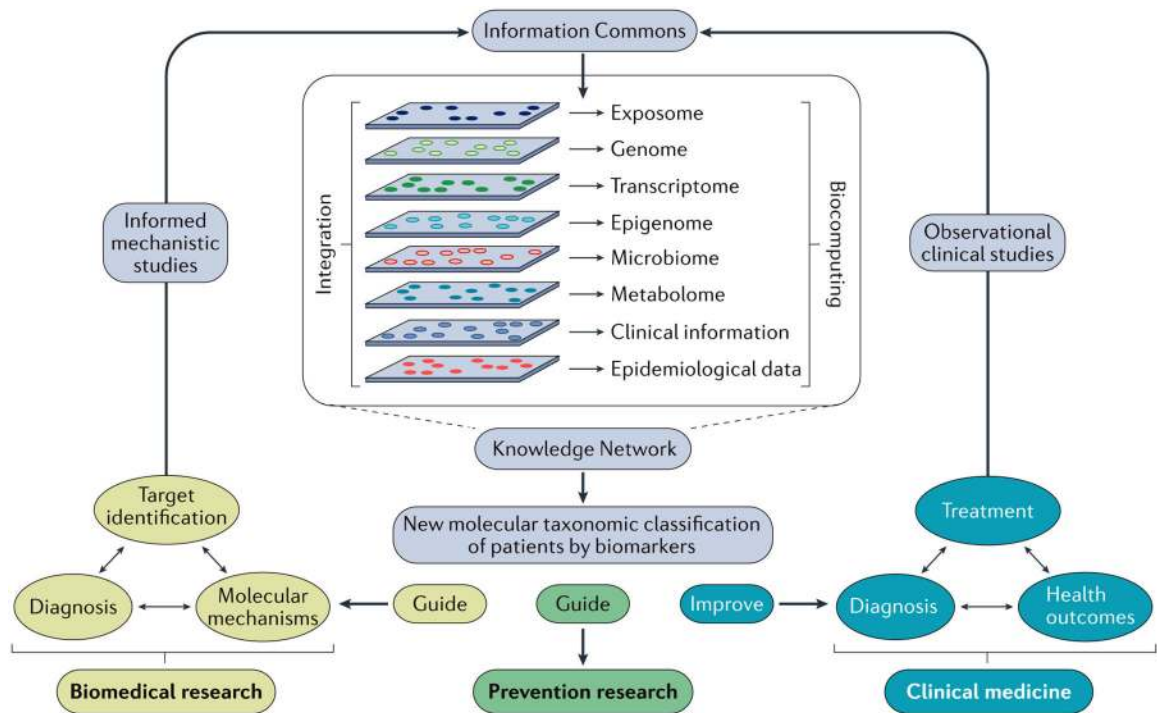 Information Commons
Integration
Exposome
Genome
Transcriptome
Epigenome
Microbiome
Metabolome
Clinical information
Epidemiological data
Biocomputing
Informed
mechanistic
studies
Observational
clinical studies
Knowledge Network
New molecular taxonomic classification
of patients by biomarkers
Target
identification
Diagnosis
Molecular
mechanisms
Guide
Guide
Improve
Treatment
Diagnosis
Health
outcomes
Biomedical research
Prevention research
Clinical medicine